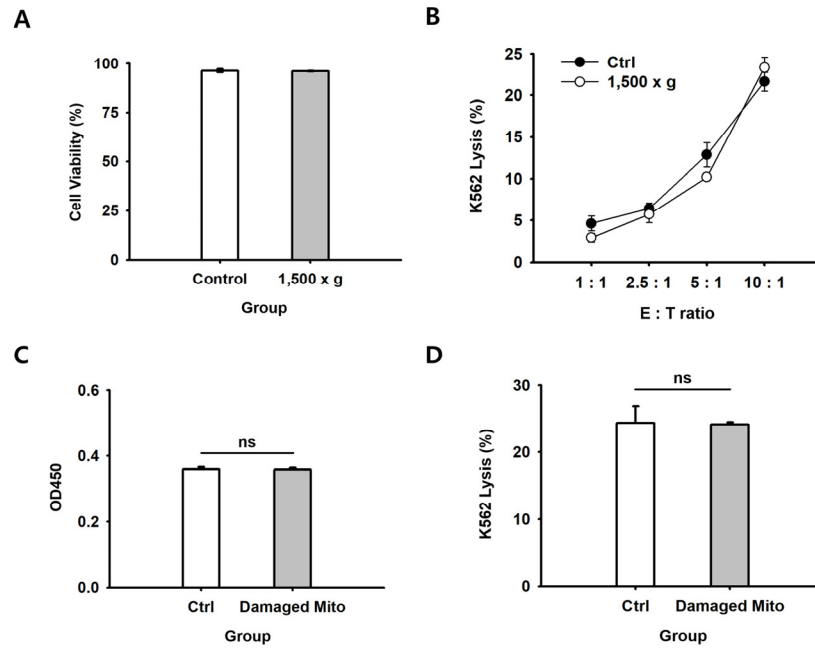 A
Cell Viability (%)
100
50
0
Control 1,500 x g
Group
B
K562 Lysis (%)
25
20
15
10
5
0
Ctrl
1,500 x g
1 : 1 2.5 : 1 5 : 1 10 : 1
E : T ratio
C
OD450
0.6
0.4
0.2
0.0
ns
Ctrl Damaged Mito
Group
D
K562 Lysis (%)
30
20
10
0
ns
Ctrl Damaged Mito
Group